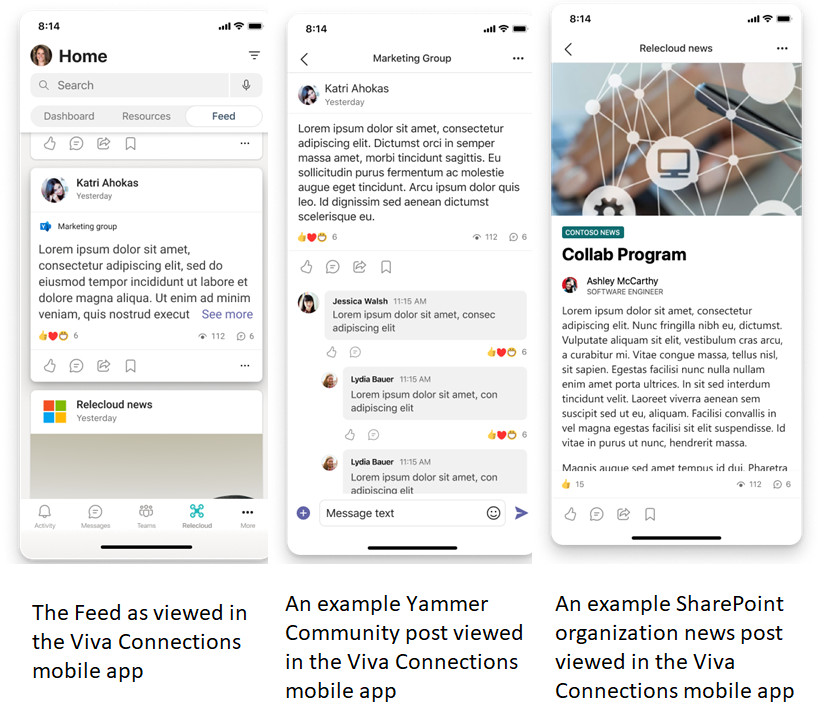 8:14
Home
Search
Dashboard Resources Feed
Katri Ahokas
Yesterday
Marketing group
Lorem ipsum dolor sit amet,
consectetur adipiscing elit, sed do
eiusmod tempor incididunt ut labore et
dolore magna aliqua. Ut enim ad minim
veniam, quis nostrud execut See more
6 112 6
Relecloud news
Yesterday
Activity Messages Teams Relecloud More
The Feed as viewed in
the Viva Connections
mobile app
8:14
Marketing Group
Katri Ahokas
Yesterday
Lorem ipsum dolor sit amet, consectetur
adipiscing elit. Dictumst orci in semper
massa amet, morbi tincidunt sagittis. Eu
sollicitudin purus fermentum ac molestie
augue eget tincidunt. Arcu ipsum dolor quis
leo. Id dignissim sed aenean dictumst
scelerisque eu.
6 112 6
Jessica Walsh 11:15 AM
Lorem ipsum dolor sit amet, consec
adipiscing elit
6
Lydia Bauer 11:15 AM
Lorem ipsum dolor sit amet, con
adipiscing elit
6
Lydia Bauer 11:15 AM
Lorem ipsum dolor sit amet, con
adipiscing elit
Message text
An example Yammer
Community post viewed
in the Viva Connections
mobile app
8:14
Relecloud news
CONTOSO NEWS
Collab Program
Ashley McCarthy
SOFTWARE ENGINEER
Lorem ipsum dolor sit amet, consectetur
adipiscing elit. Nunc fringilla nibh eu, dictumst.
Vulputate aliquam sit elit, vestibulum cras arcu,
a curabitur mi. Vitae congue massa, tellus nisl,
sit sapien. Egestas facilisi nunc nulla nullam
enim amet porta ultrices. In sit sed interdum
tincidunt velit. Laoreet viverra aenean sem
suscipit sed ut eu, aliquam. Facilisi convallis in
vel magna egestas facilisi sit elit suspendisse. Id
vitae in purus ut nunc, hendrerit massa.
Magnis augue sed amet tempus id dui. Pharetra
15 112 6
An example SharePoint
organization news post
viewed in the Viva
Connections mobile app